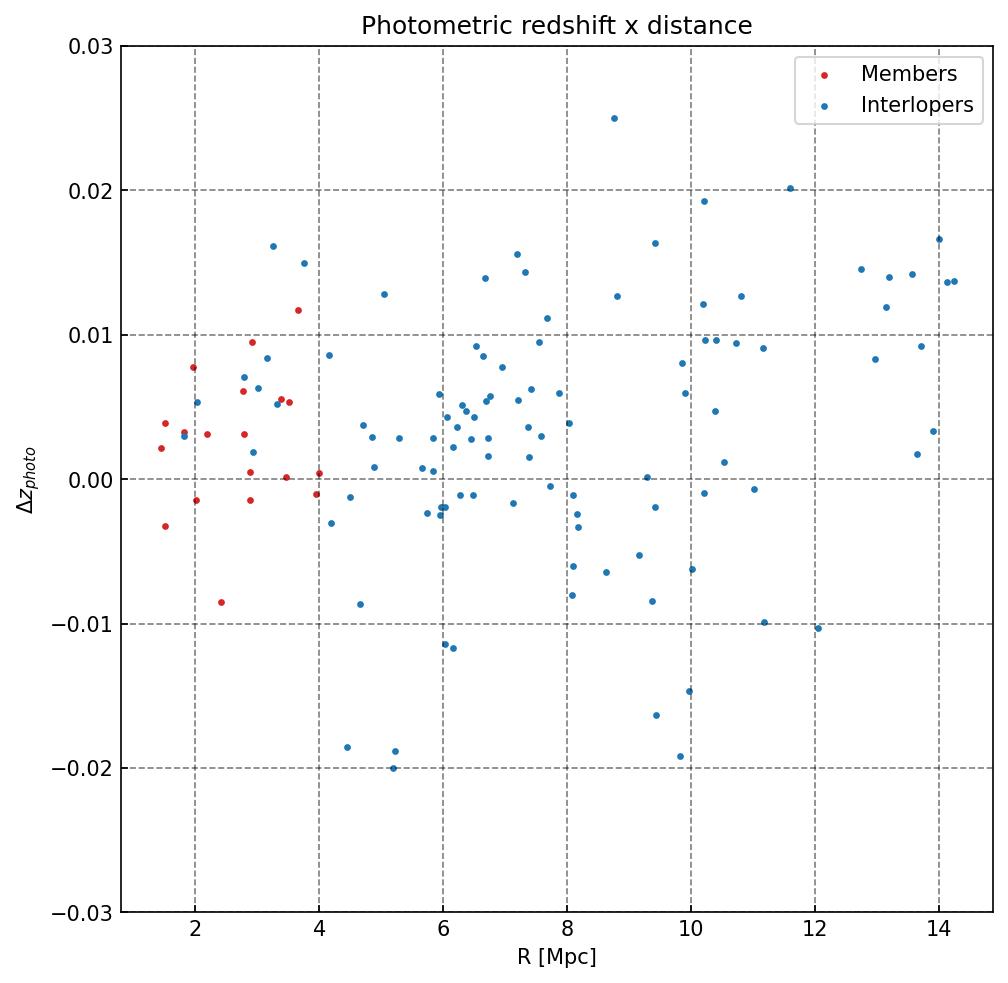 Photometric redshift x distance
Members
Interlopers
0.03
0.02
0.01
0.00
−0.01
−0.02
−0.03
Δz_photo
2 4 6 8 10 12 14
R [Mpc]